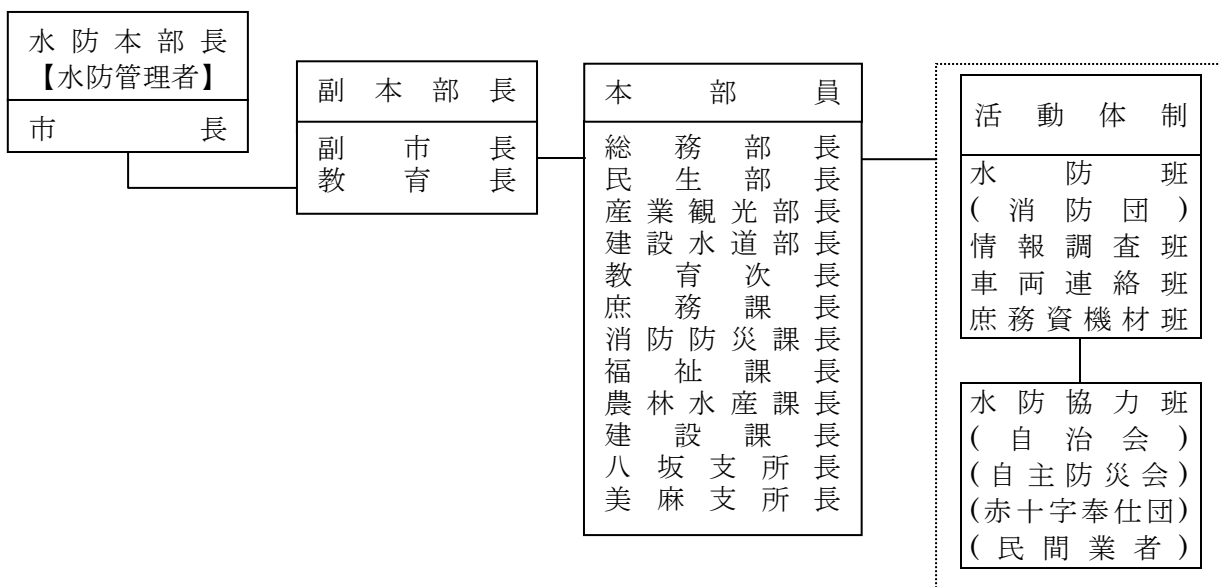 水防本部長
【水防管理者】
市長
副本部長
副市長
教育長
本部員
総務部長
民生部長
産業観光部長
建設水道部長
教育次長
庶務課長
消防防災課長
福祉課長
農林水産課長
建設課長
八坂支所長
美麻支所長
活動体制
水防班
(消防団)
情報調査班
車両連絡班
庶務資機材班
水防協力班
(自治会)
(自主防災会)
(赤十字奉仕団)
(民間業者)